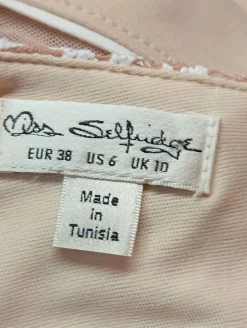 Miss Selfridge
EUR 38 US 6 UK 10
Made
in
Tunisia